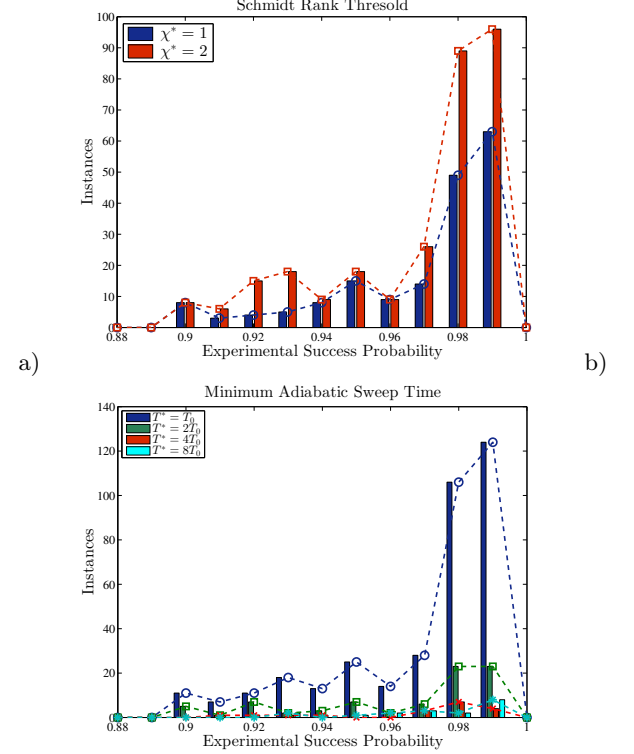 Schmidt Rank Thresold
100
90
80
70
60
50
40
30
20
10
0
χ* = 1
χ* = 2
Instances
0.88 0.9 0.92 0.94 0.96 0.98 1
Experimental Success Probability
a) b)
Minimum Adiabatic Sweep Time
140
120
100
80
60
40
20
0
T* = T₀
T* = 2T₀
T* = 4T₀
T* = 8T₀
Instances
0.88 0.9 0.92 0.94 0.96 0.98 1
Experimental Success Probability